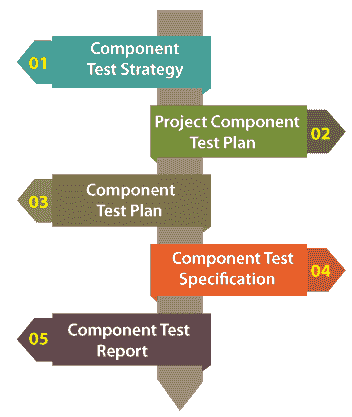 01
Component
Test Strategy
Project Component
Test Plan
02
03
Component
Test Plan
Component Test
Specification
04
05
Component Test
Report